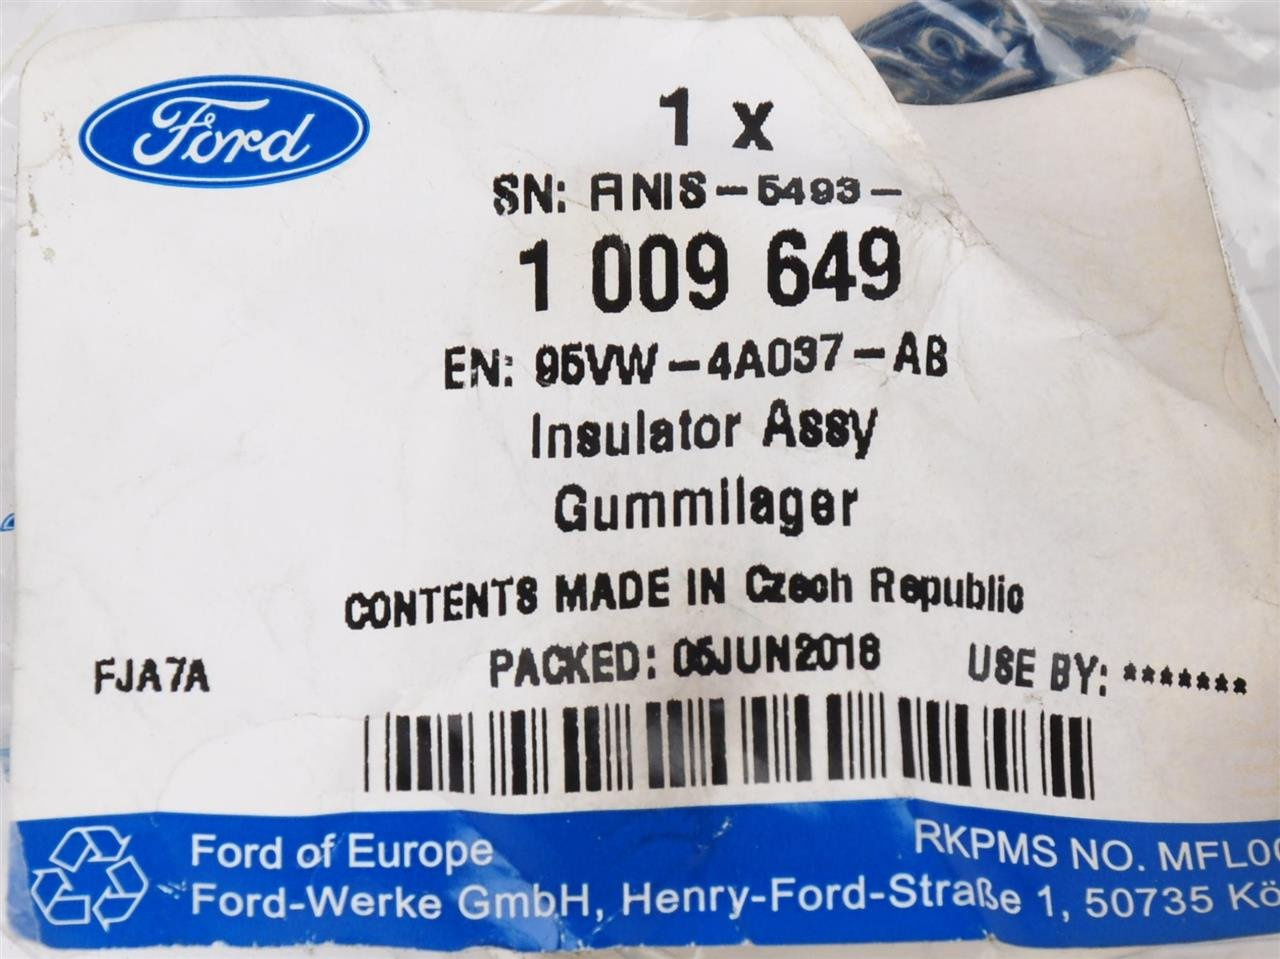 Ford
1 x
SN: FINIS-5493-
1 009 649
EN: 95VW-4A037-AB
Insulator Assy
Gummilager
CONTENTS MADE IN Czech Republic
FJA7A
PACKED: 05JUN2018
USE BY: *******
Ford of Europe
RKPMS NO. MFL0
Ford-Werke GmbH, Henry-Ford-Straße 1, 50735 Kö